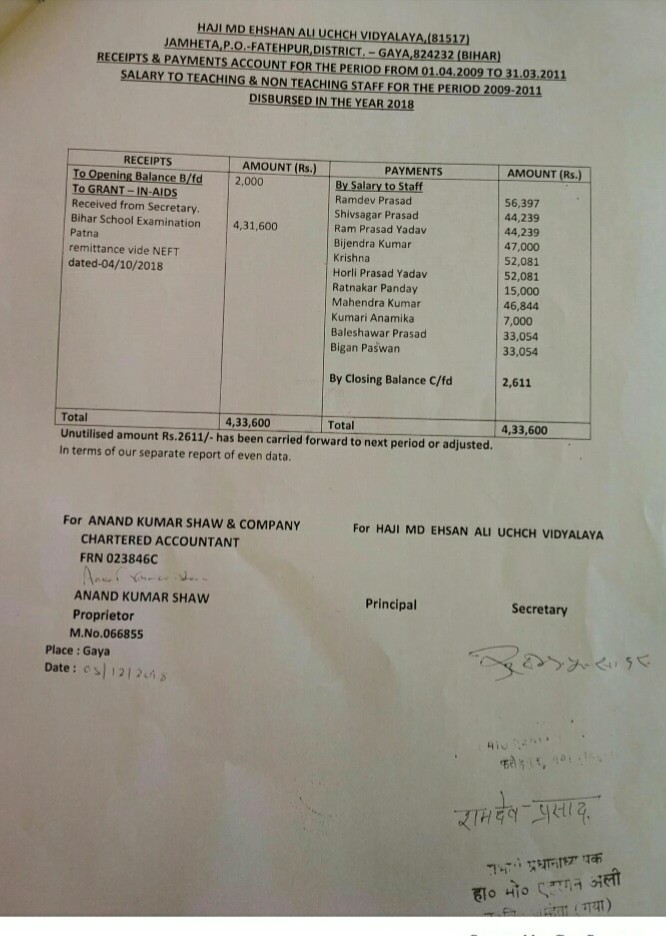 HAJI MD EHSHAN ALI UCHCH VIDYALAYA,(81517)
JAMHETA,P.O.-FATEHPUR,DISTRICT. – GAYA,824232 (BIHAR)
RECEIPTS & PAYMENTS ACCOUNT FOR THE PERIOD FROM 01.04.2009 TO 31.03.2011
SALARY TO TEACHING & NON TEACHING STAFF FOR THE PERIOD 2009-2011
DISBURSED IN THE YEAR 2018
RECEIPTS AMOUNT (Rs.) PAYMENTS AMOUNT (Rs.)
To Opening Balance B/fd 2,000 By Salary to Staff
To GRANT – IN-AIDS Ramdev Prasad 56,397
Received from Secretary. Shivsagar Prasad 44,239
Bihar School Examination 4,31,600 Ram Prasad Yadav 44,239
Patna Bijendra Kumar 47,000
remittance vide NEFT Krishna 52,081
dated-04/10/2018 Horli Prasad Yadav 52,081
Ratnakar Panday 15,000
Mahendra Kumar 46,844
Kumari Anamika 7,000
Baleshawar Prasad 33,054
Bigan Paswan 33,054
By Closing Balance C/fd 2,611
Total 4,33,600 Total 4,33,600
Unutilised amount Rs.2611/- has been carried forward to next period or adjusted.
In terms of our separate report of even data.
For ANAND KUMAR SHAW & COMPANY For HAJI MD EHSAN ALI UCHCH VIDYALAYA
CHARTERED ACCOUNTANT
FRN 023846C
Anand Kumar Shaw
ANAND KUMAR SHAW
Proprietor Principal Secretary
M.No.066855
Place : Gaya
Date : 03/12/2018
रामदेव प्रसाद
प्रधानाध्यापक
हा० मो० अली
(गया)